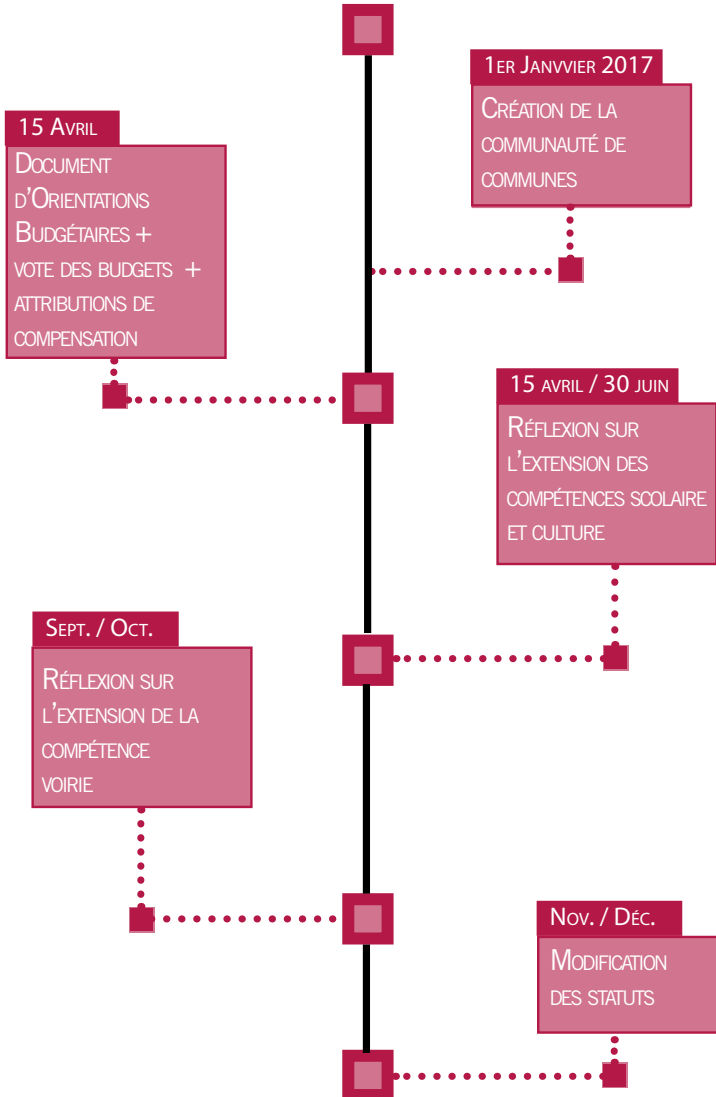 1er Janvvier 2017
Création de la
communauté de
communes
15 Avril
Document
d'Orientations
Budgétaires +
vote des budgets +
attributions de
compensation
15 avril / 30 juin
Réflexion sur
l'extension des
compétences scolaire
et culture
Sept. / Oct.
Réflexion sur
l'extension de la
compétence
voirie
Nov. / Déc.
Modification
des statuts